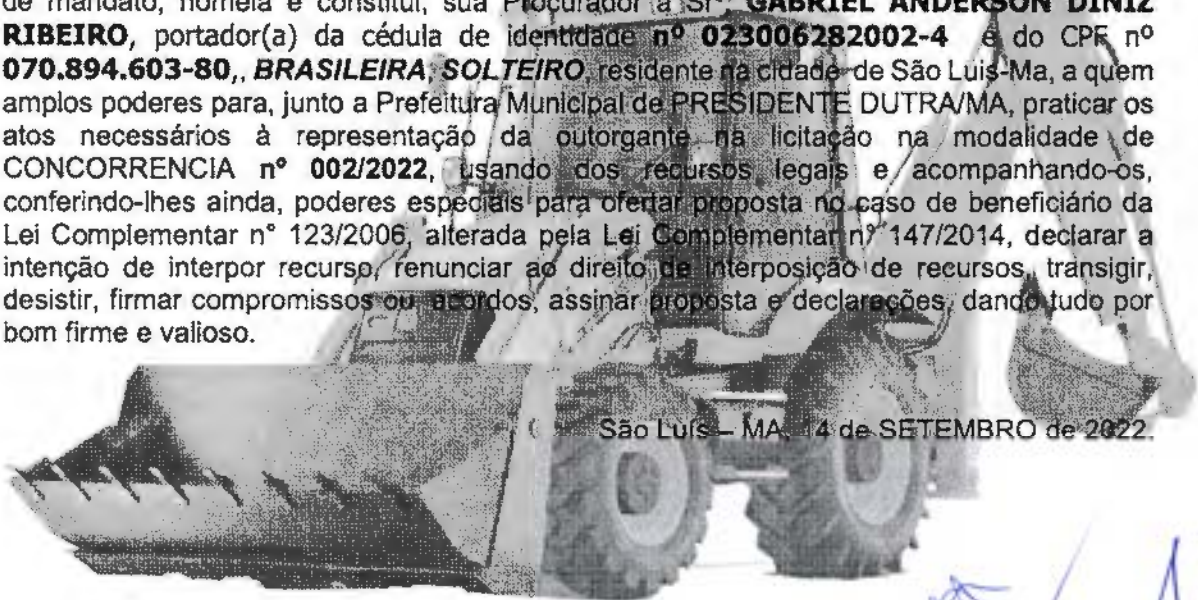 de mandato, nomeia e constitui, sua Procurador a Srª. GABRIEL ANDERSON DINIZ
RIBEIRO, portador(a) da cédula de identidade nº 023006282002-4 e do CPF nº
070.894.603-80,, BRASILEIRA, SOLTEIRO, residente na cidade de São Luis-Ma, a quem
amplos poderes para, junto a Prefeitura Municipal de PRESIDENTE DUTRA/MA, praticar os
atos necessários à representação da outorgante na licitação na modalidade de
CONCORRENCIA nº 002/2022, usando dos recursos legais e acompanhando-os,
conferindo-lhes ainda, poderes especiais para ofertar proposta no caso de beneficiário da
Lei Complementar n° 123/2006, alterada pela Lei Complementar nº 147/2014, declarar a
intenção de interpor recurso, renunciar ao direito de interposição de recursos, transigir,
desistir, firmar compromissos ou acordos, assinar proposta e declarações, dando tudo por
bom firme e valioso.
São Luís – MA, 4 de SETEMBRO de 2022.